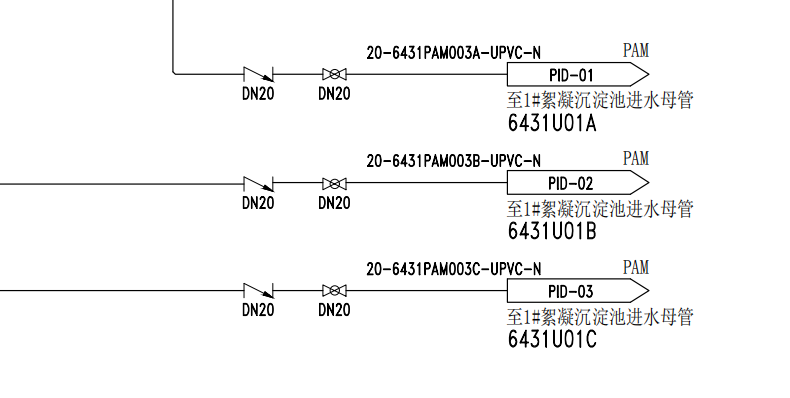 20-6431PAM003A-UPVC-N PAM
PID-01
DN20 DN20
至1#絮凝沉淀池进水母管
6431U01A
20-6431PAM003B-UPVC-N PAM
PID-02
DN20 DN20
至1#絮凝沉淀池进水母管
6431U01B
20-6431PAM003C-UPVC-N PAM
PID-03
DN20 DN20
至1#絮凝沉淀池进水母管
6431U01C